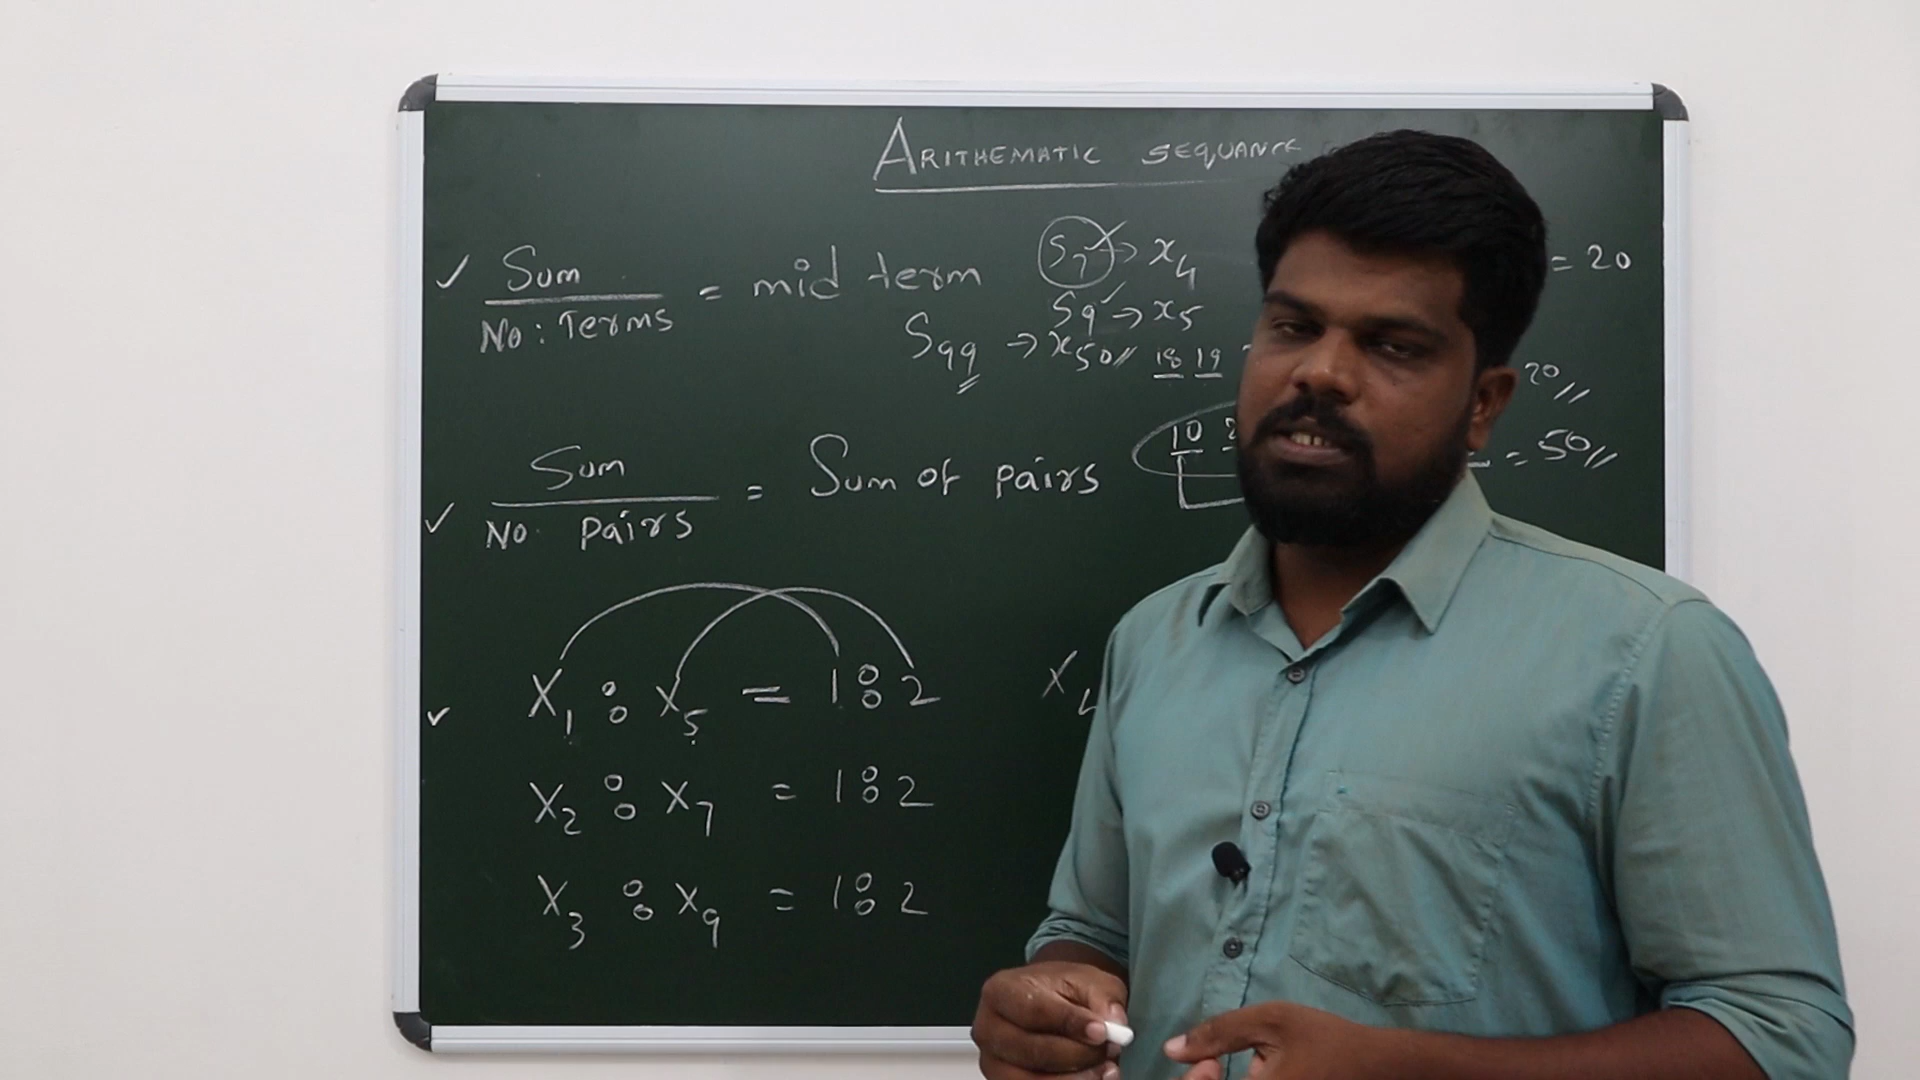 ARITHEMATIC SEQUANCE
✓ Sum / No: Terms = mid term
S7 → x4
= 20
S9 → x5
S99 → x50//
18 19
20//
✓ Sum / No. pairs = Sum of pairs
10
= 50//
✓ X1 : X5 = 1:2
X2 : X7 = 1:2
X3 : X9 = 1:2